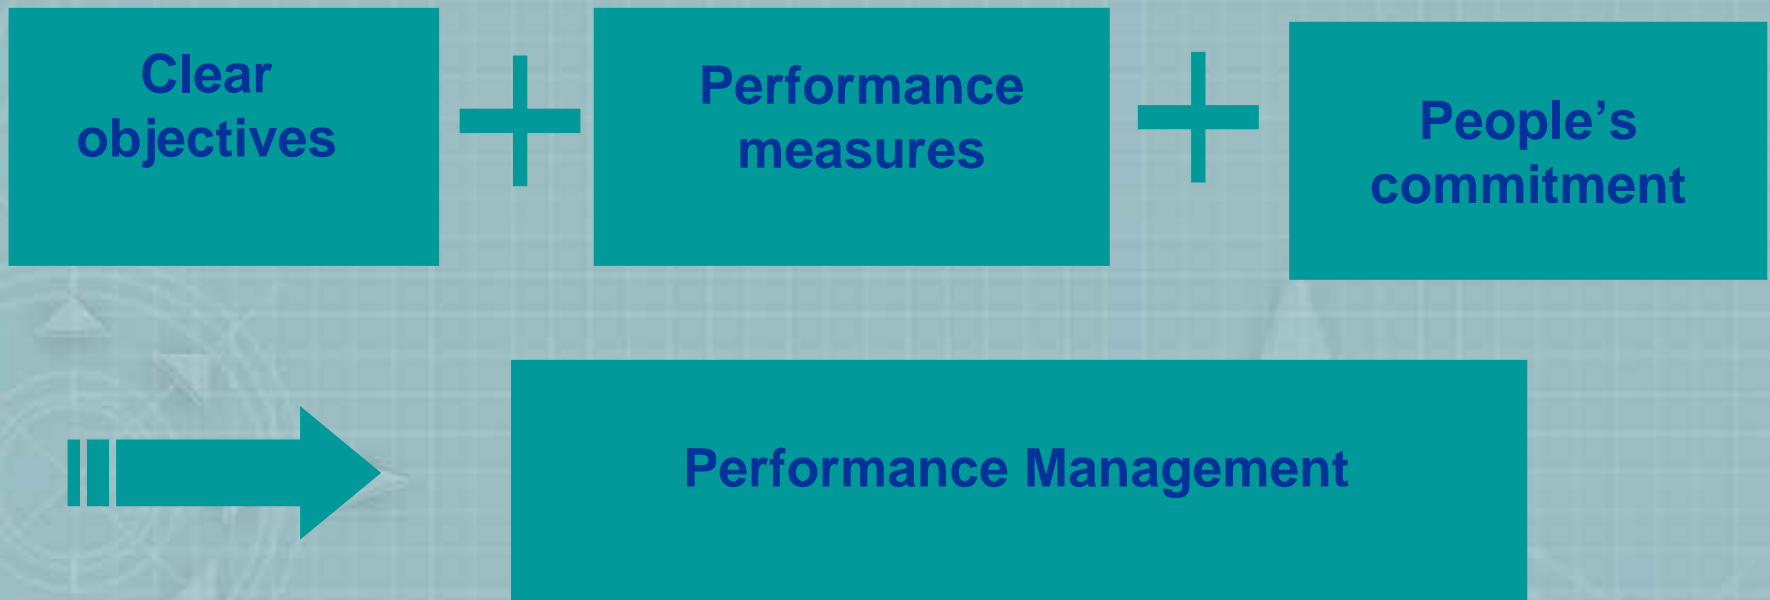 Clear
objectives
Performance
measures
People’s
commitment
Performance Management